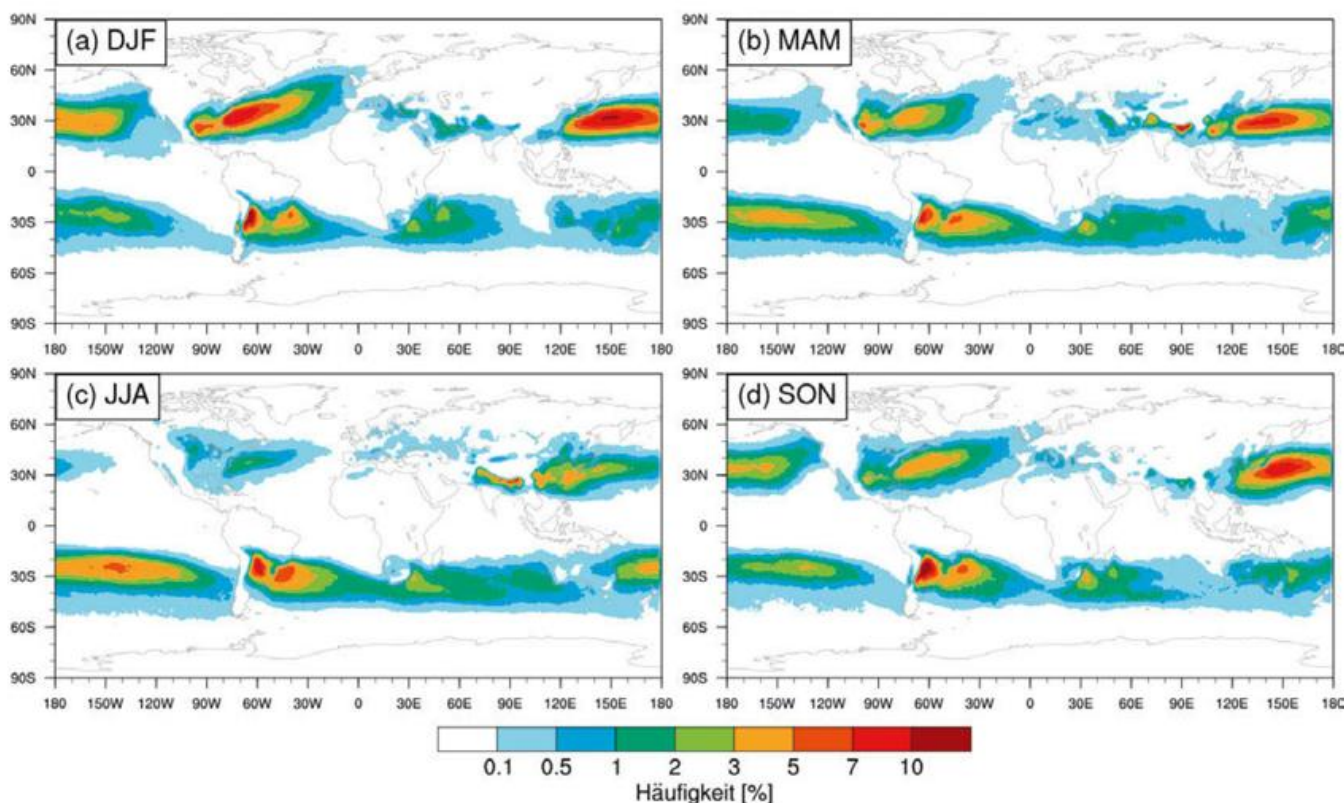 (a) DJF
90N
60N
30N
0
30S
60S
90S
180 150W 120W 90W 60W 30W 0 30E 60E 90E 120E 150E 180
(b) MAM
90N
60N
30N
0
30S
60S
90S
180 150W 120W 90W 60W 30W 0 30E 60E 90E 120E 150E 180
(c) JJA
90N
60N
30N
0
30S
60S
90S
180 150W 120W 90W 60W 30W 0 30E 60E 90E 120E 150E 180
(d) SON
90N
60N
30N
0
30S
60S
90S
180 150W 120W 90W 60W 30W 0 30E 60E 90E 120E 150E 180
0.1 0.5 1 2 3 5 7 10
Häufigkeit [%]